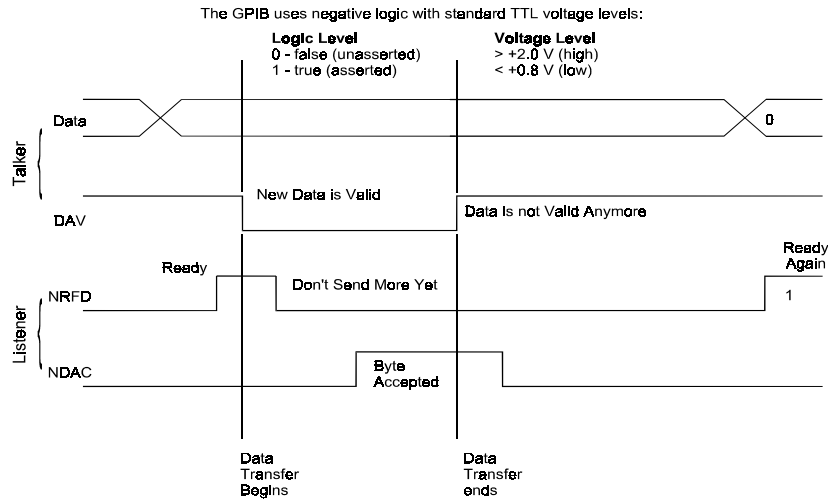 The GPIB uses negative logic with standard TTL voltage levels:
Logic Level
0 - false (unasserted)
1 - true (asserted)
Voltage Level
> +2.0 V (high)
< +0.8 V (low)
Talker
Data
0
DAV
New Data is Valid
Data is not Valid Anymore
Listener
NRFD
Ready
Don't Send More Yet
Ready
Again
1
NDAC
Byte
Accepted
Data
Transfer
Begins
Data
Transfer
ends